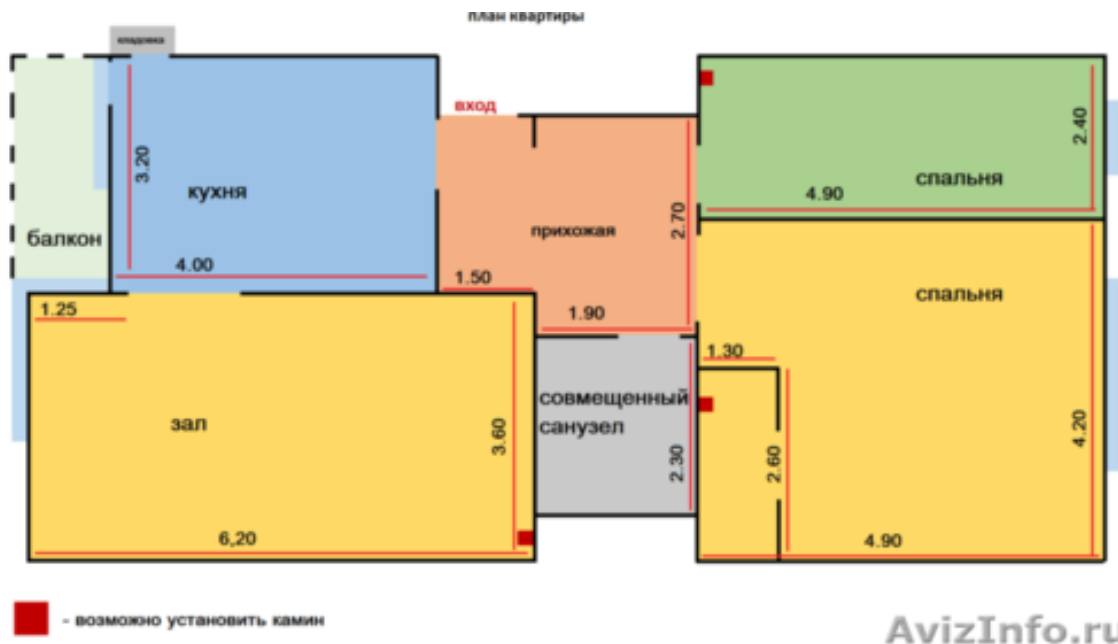 план квартиры
кладовка
вход
3.20
кухня
4.00
балкон
1.50
прихожая
2.70
1.90
спальня
4.90
2.40
спальня
1.30
2.60
4.20
4.90
1.25
зал
3.60
6,20
совмещенный
санузел
2.30
- возможно установить камин
AvizInfo.ru